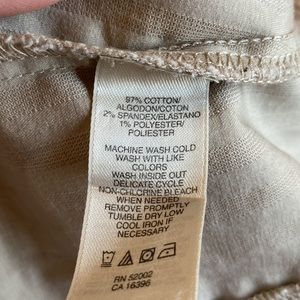 97% COTTON/
ALGODON/COTON
2% SPANDEX/ELASTANO
1% POLYESTER/
POLIESTER
MACHINE WASH COLD
WASH WITH LIKE
COLORS
WASH INSIDE OUT
DELICATE CYCLE
NON-CHLORINE BLEACH
WHEN NEEDED
REMOVE PROMPTLY
TUMBLE DRY LOW
COOL IRON IF
NECESSARY
RN 52002
CA 16396